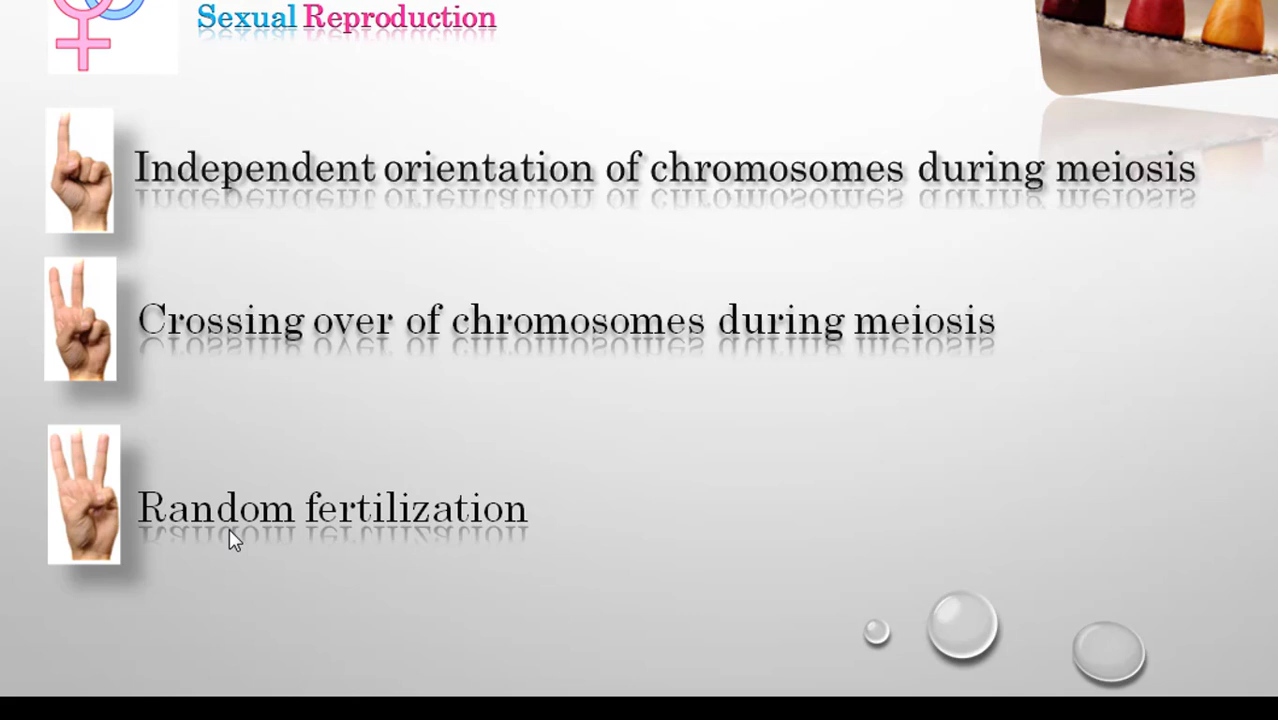 Sexual Reproduction
Independent orientation of chromosomes during meiosis
Crossing over of chromosomes during meiosis
Random fertilization